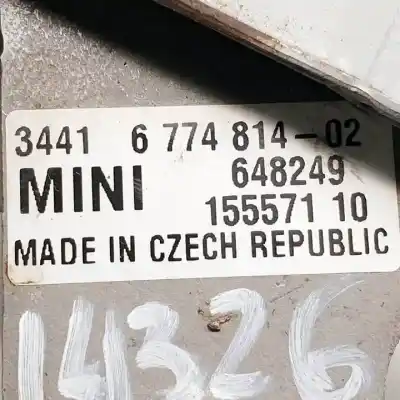 3441 6 774 814-02
MINI 648249
155571 10
MADE IN CZECH REPUBLIC
14326